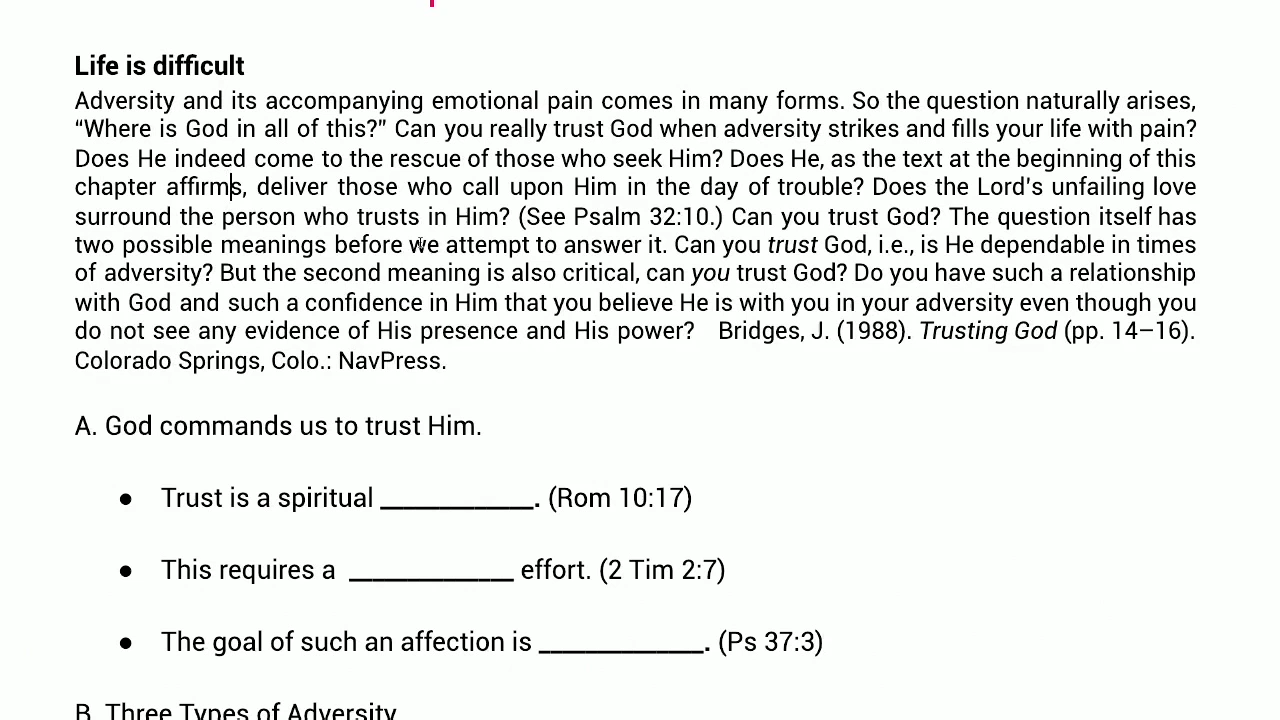 Life is difficult
Adversity and its accompanying emotional pain comes in many forms. So the question naturally arises,
“Where is God in all of this?” Can you really trust God when adversity strikes and fills your life with pain?
Does He indeed come to the rescue of those who seek Him? Does He, as the text at the beginning of this
chapter affirms, deliver those who call upon Him in the day of trouble? Does the Lord’s unfailing love
surround the person who trusts in Him? (See Psalm 32:10.) Can you trust God? The question itself has
two possible meanings before we attempt to answer it. Can you trust God, i.e., is He dependable in times
of adversity? But the second meaning is also critical, can you trust God? Do you have such a relationship
with God and such a confidence in Him that you believe He is with you in your adversity even though you
do not see any evidence of His presence and His power? Bridges, J. (1988). Trusting God (pp. 14–16).
Colorado Springs, Colo.: NavPress.
A. God commands us to trust Him.
● Trust is a spiritual ___________. (Rom 10:17)
● This requires a ____________ effort. (2 Tim 2:7)
● The goal of such an affection is ____________. (Ps 37:3)
B. Three Types of Adversity